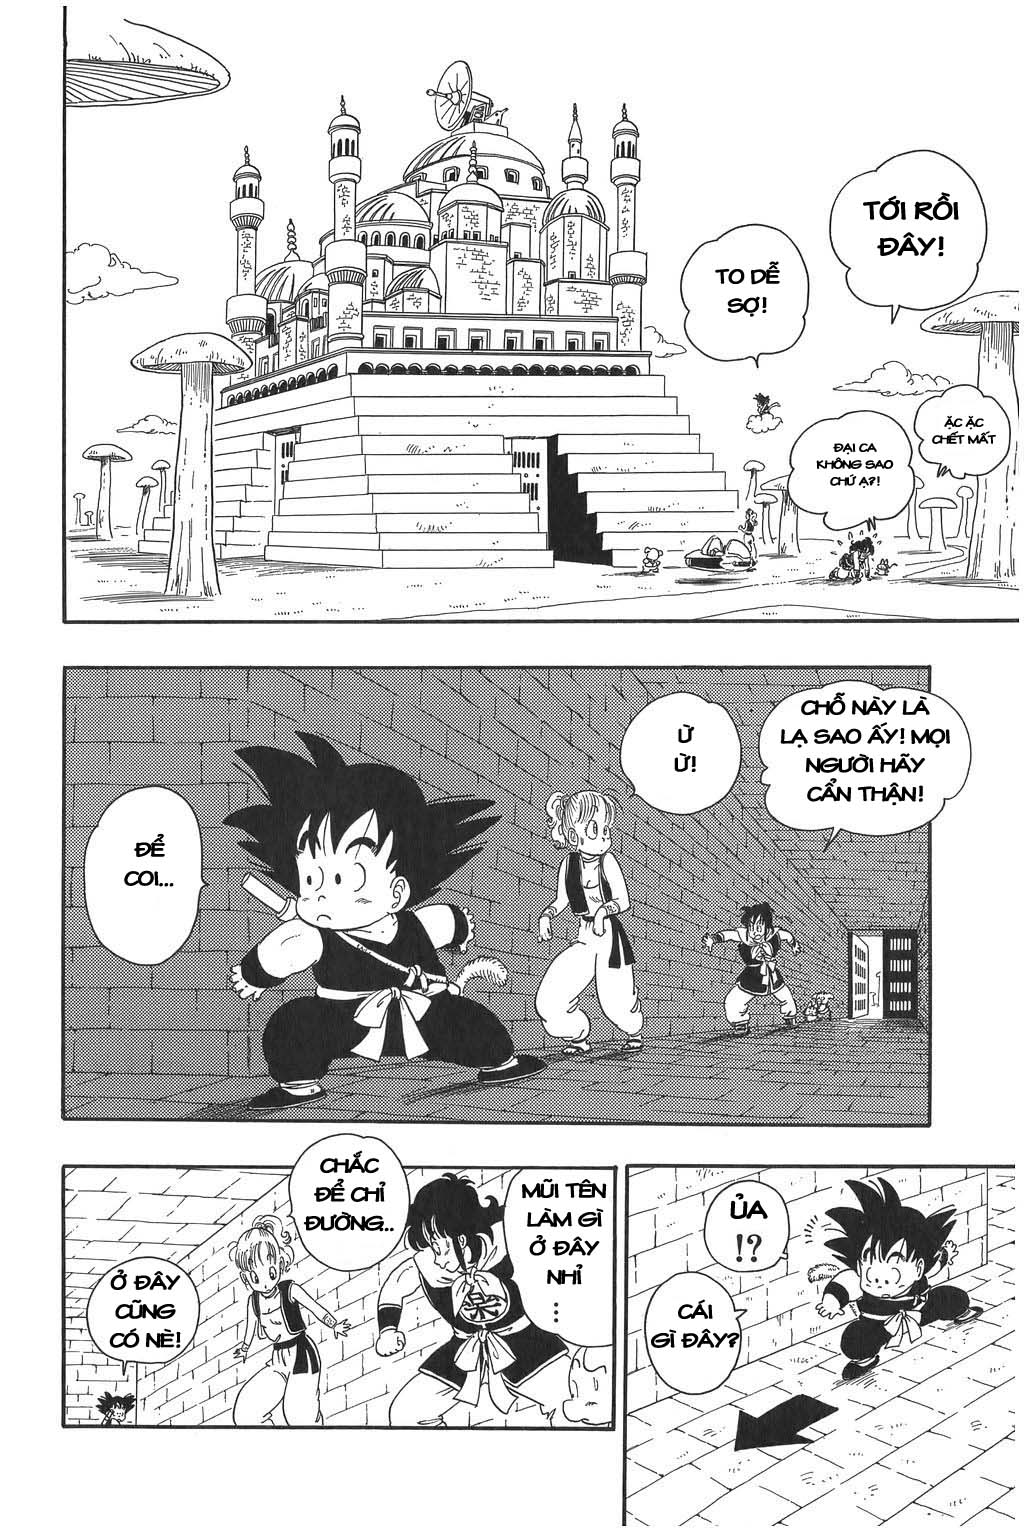 TỚI RỒI
ĐÂY!
TO DỄ
SỢ!
ẶC ẶC
CHẾT MẤT
ĐẠI CA
KHÔNG SAO
CHỨ Ạ?!
CHỖ NÀY LÀ
LẠ SAO ẤY! MỌI
NGƯỜI HÃY
CẨN THẬN!
Ừ
Ừ!
ĐỂ
COI...
ỦA
!?
CÁI
GÌ ĐÂY?
MŨI TÊN
LÀM GÌ
Ở ĐÂY
NHỈ
...
CHẮC
ĐỂ CHỈ
ĐƯỜNG..
Ở ĐÂY
CŨNG
CÓ NÈ!